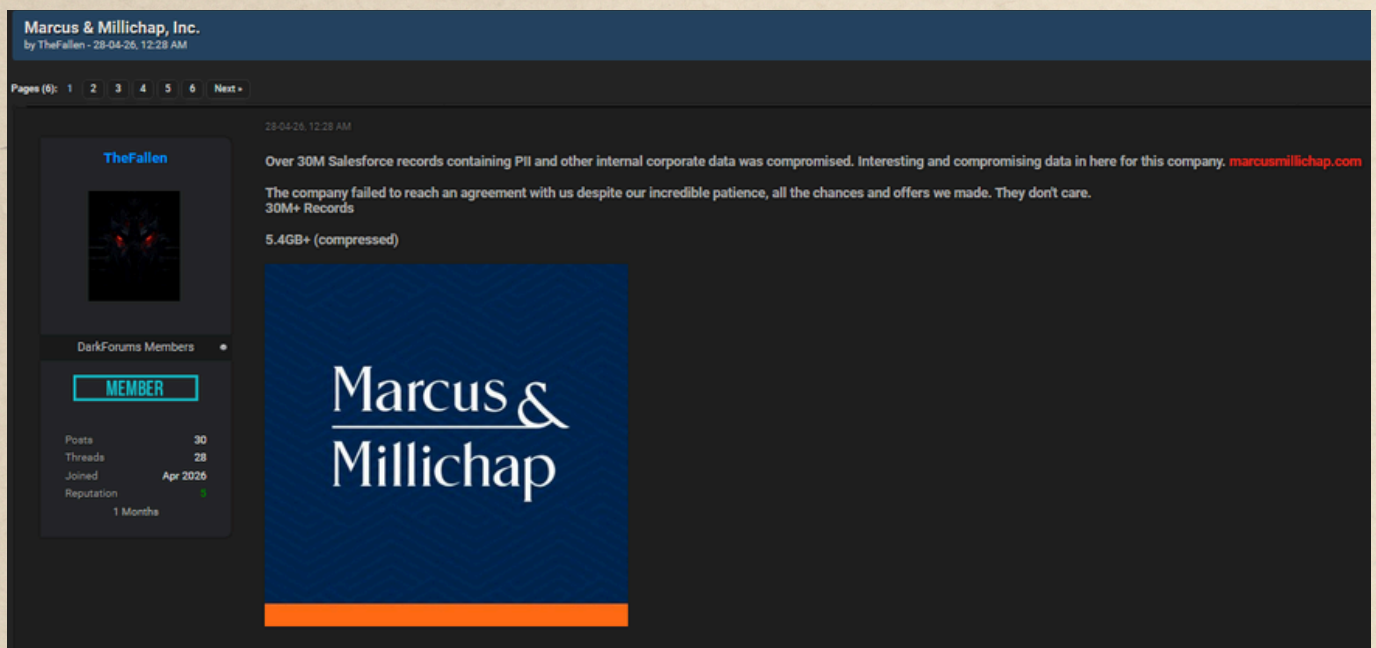 Marcus & Millichap, Inc.
by TheFallen - 28-04-26, 12:28 AM
Pages (6): 1 2 3 4 5 6 Next »
28-04-26, 12:28 AM
TheFallen
Over 30M Salesforce records containing PII and other internal corporate data was compromised. Interesting and compromising data in here for this company. marcusmillichap.com
The company failed to reach an agreement with us despite our incredible patience, all the chances and offers we made. They don't care.
30M+ Records
5.4GB+ (compressed)
DarkForums Members
MEMBER
Posts 30
Threads 28
Joined Apr 2026
Reputation 5
1 Months
Marcus &
Millichap